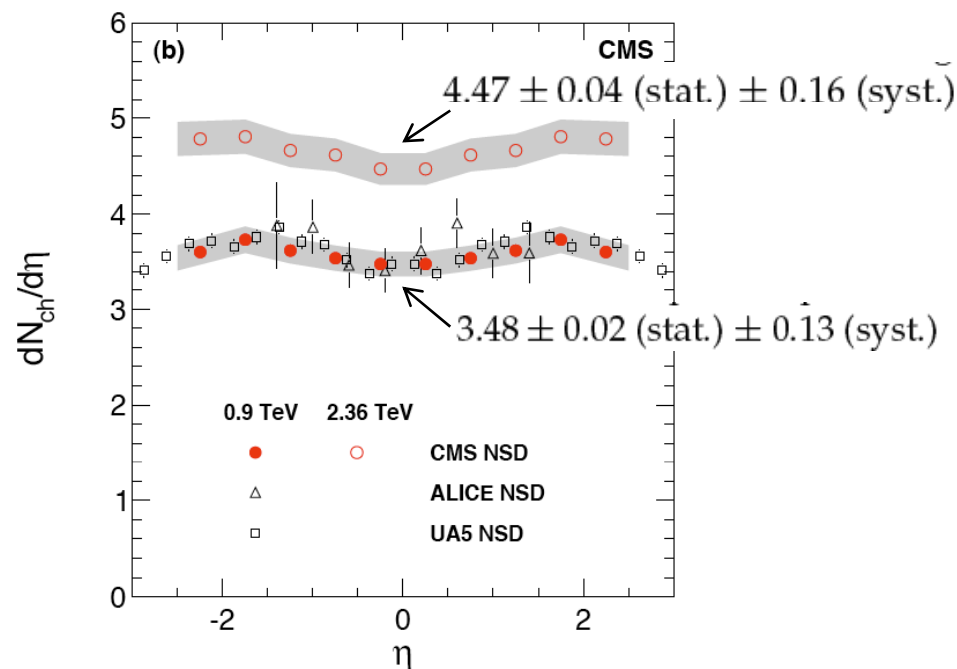 6
(b)
CMS
4.47 ± 0.04 (stat.) ± 0.16 (syst.)
5
4
3
3.48 ± 0.02 (stat.) ± 0.13 (syst.)
dN_ch/dη
0.9 TeV 2.36 TeV
2
CMS NSD
1
ALICE NSD
UA5 NSD
0
-2 0 2
η